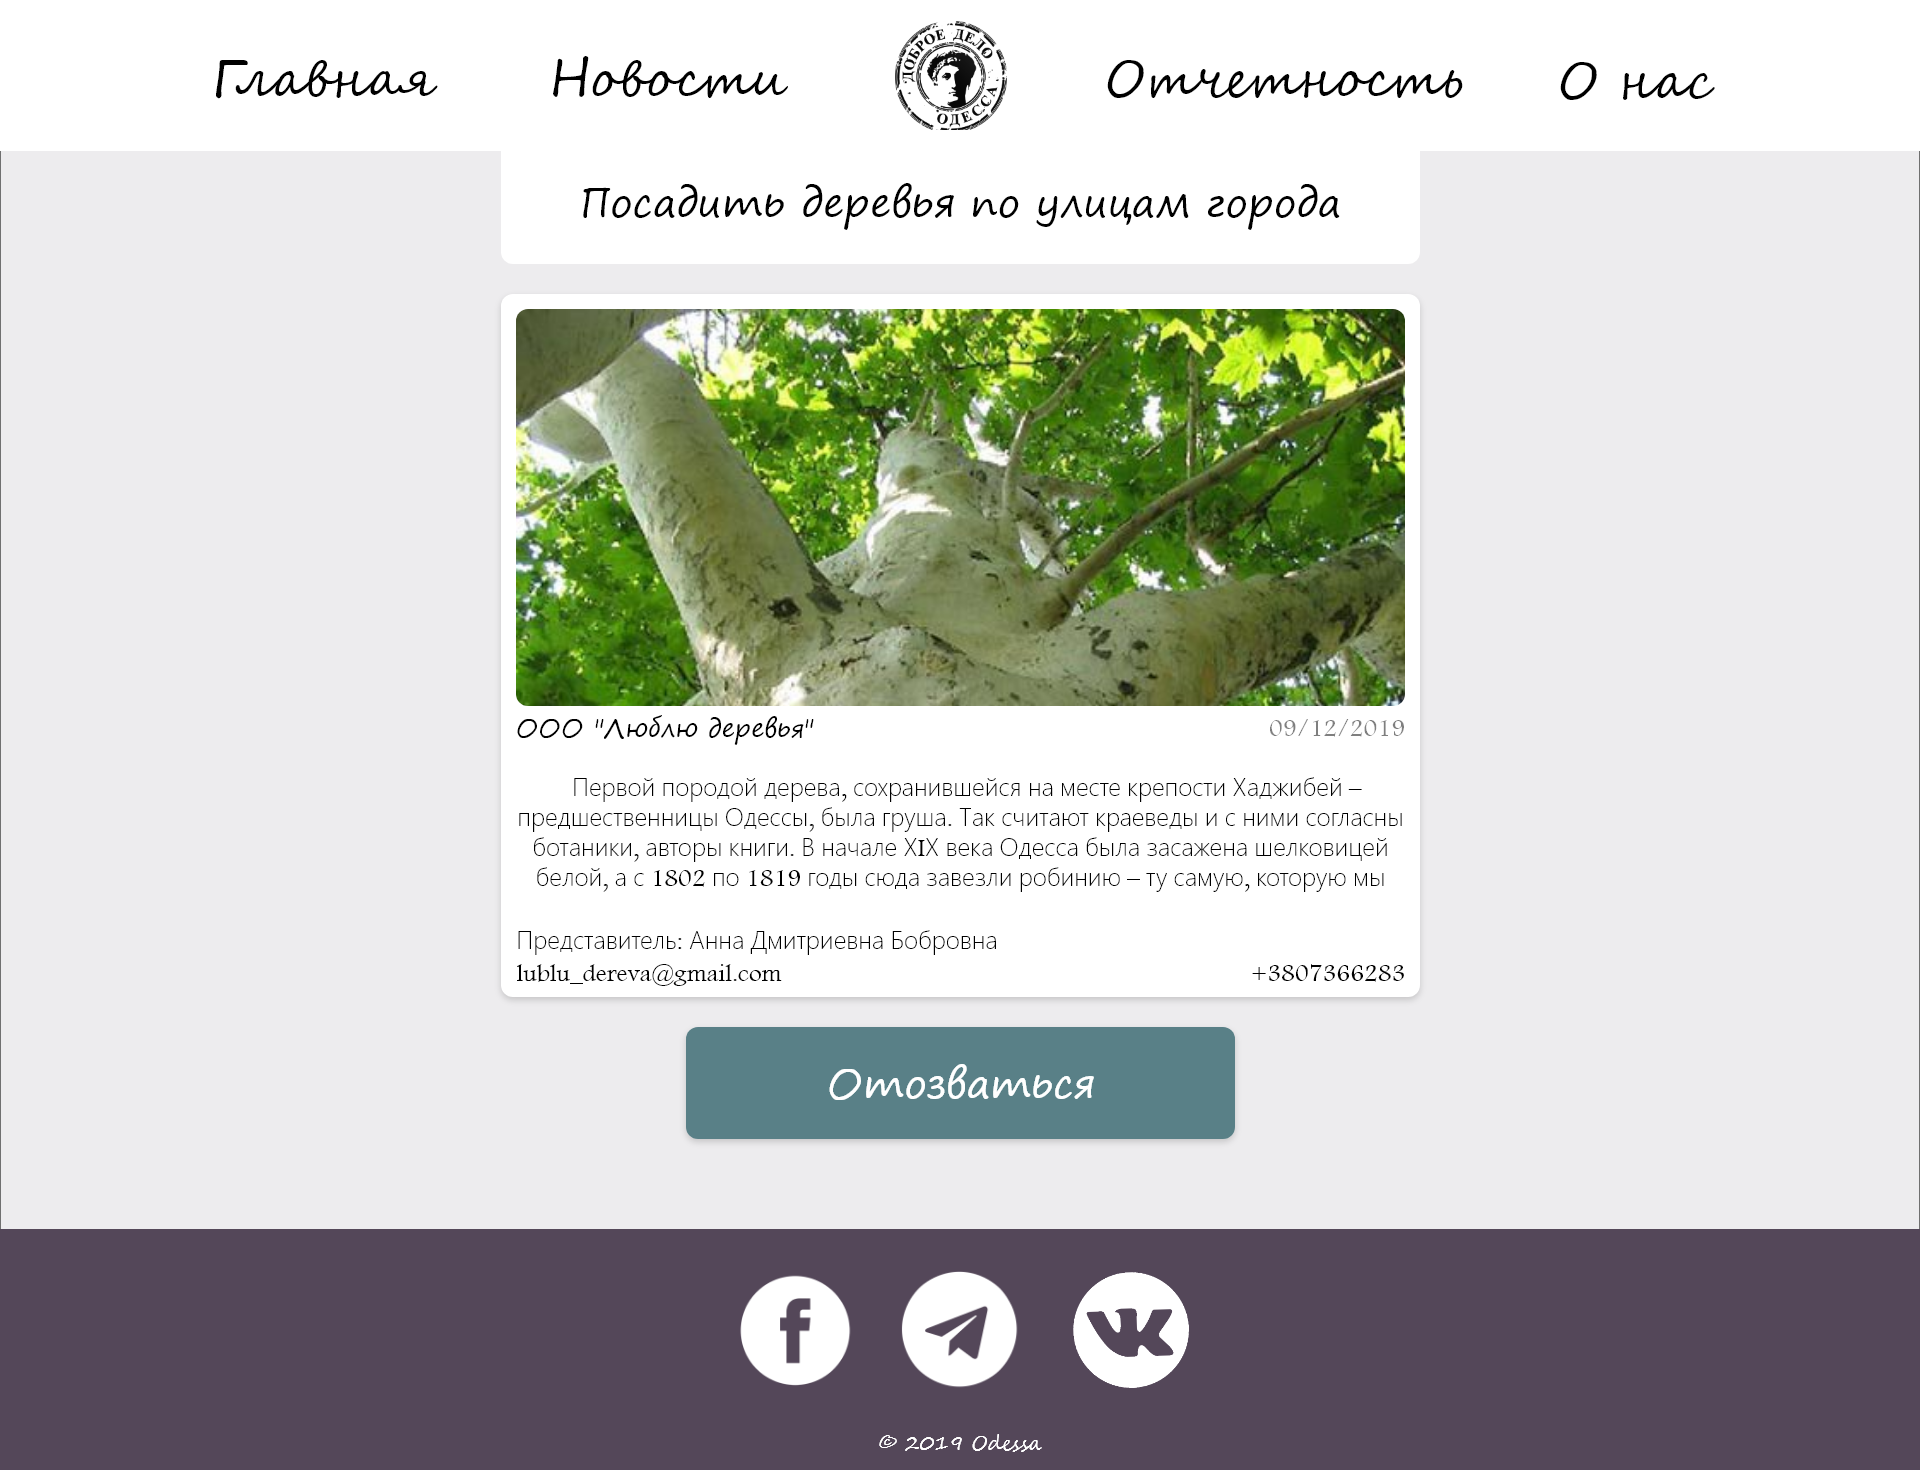 Главная
Новости
ДОБРОЕ ДЕЛО
ОДЕССА
Отчетность
О нас
Посадить деревья по улицам города
ООО "Люблю деревья"
09/12/2019
Первой породой дерева, сохранившейся на месте крепости Хаджибей –
предшественницы Одессы, была груша. Так считают краеведы и с ними согласны
ботаники, авторы книги. В начале XIX века Одесса была засажена шелковицей
белой, а с 1802 по 1819 годы сюда завезли робинию – ту самую, которую мы
Представитель: Анна Дмитриевна Бобровна
lublu_dereva@gmail.com
+3807366283
Отозваться
© 2019 Odessa